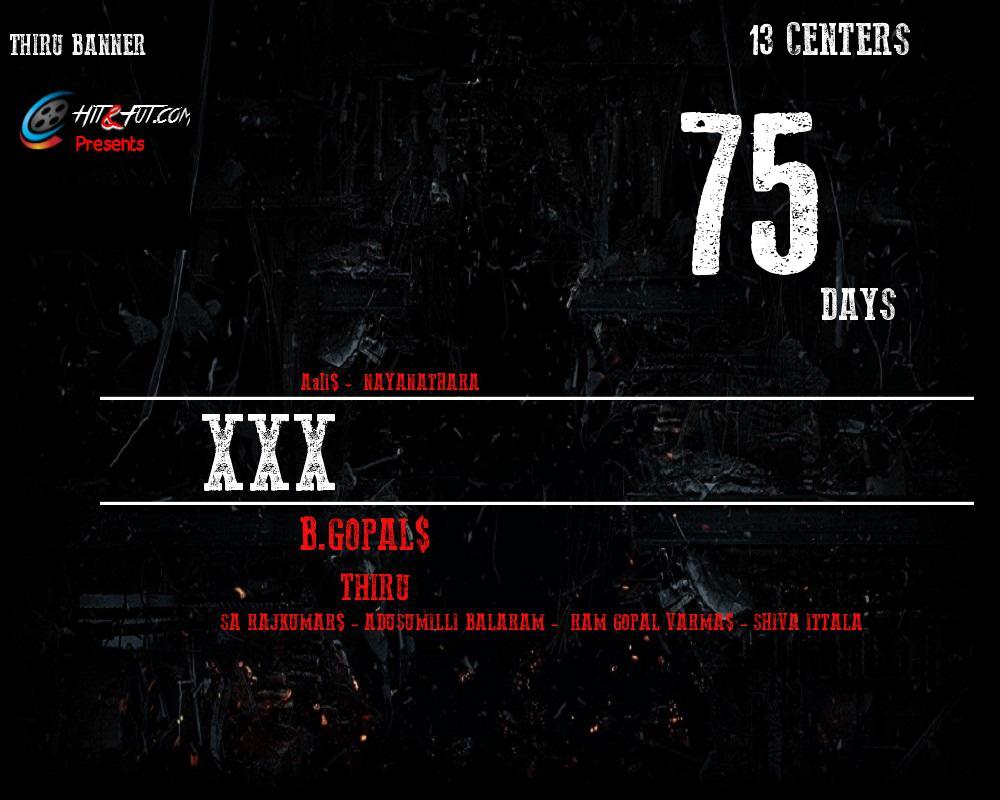 THIRU BANNER
13 CENTERS
HIT&FUT.COM
Presents
75
DAYS
Aali$ - NAYANATHARA
XXX
B.GOPAL$
THIRU
SA RAJKUMAR$ - ADUSUMILLI BALARAM - RAM GOPAL VARMA$ - SHIVA ITTALA